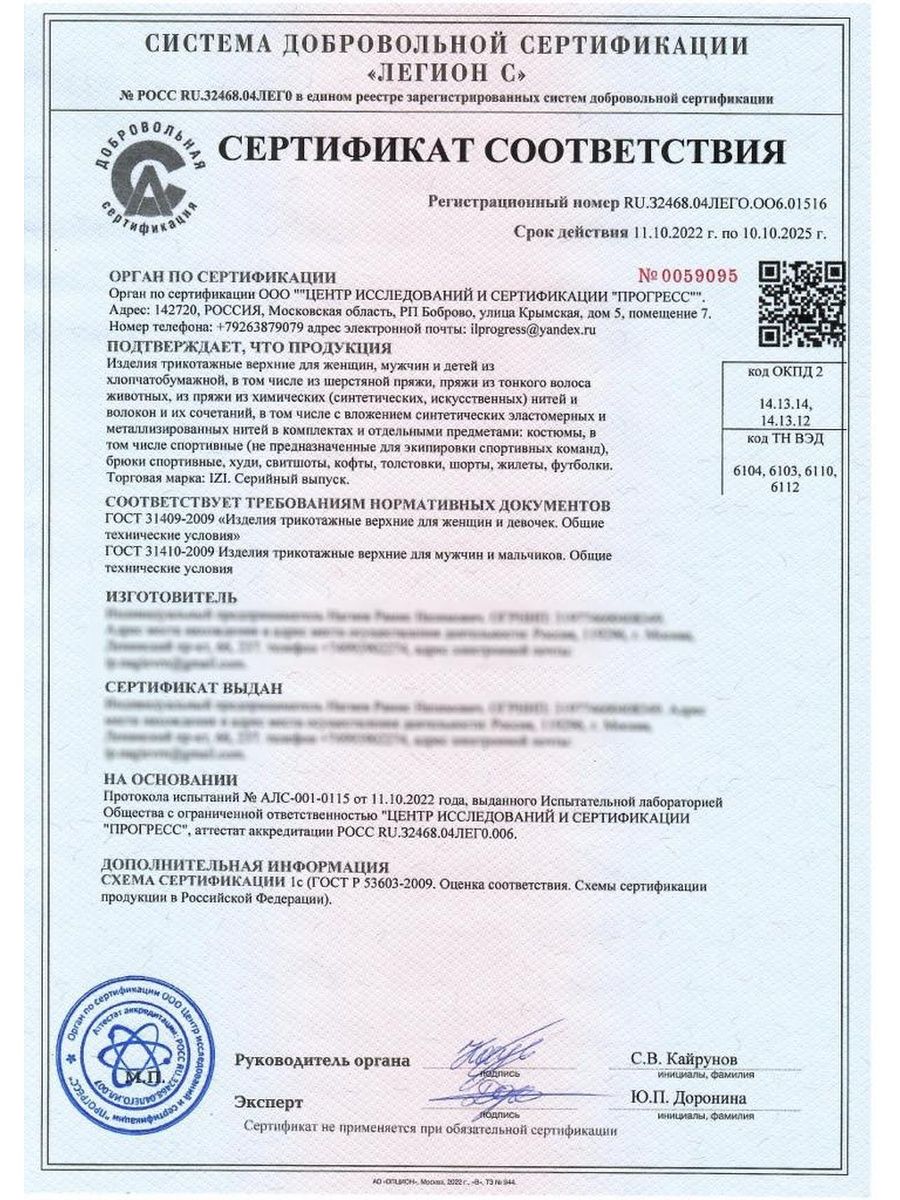 СИСТЕМА ДОБРОВОЛЬНОЙ СЕРТИФИКАЦИИ
«ЛЕГИОН С»
№ РОСС RU.32468.04ЛЕГ0 в едином реестре зарегистрированных систем добровольной сертификации
ДОБРОВОЛЬНАЯ
сертификация
СЕРТИФИКАТ СООТВЕТСТВИЯ
Регистрационный номер RU.32468.04ЛЕГО.ОО6.01516
Срок действия 11.10.2022 г. по 10.10.2025 г.
ОРГАН ПО СЕРТИФИКАЦИИ
№0059095
Орган по сертификации ООО ""ЦЕНТР ИССЛЕДОВАНИЙ И СЕРТИФИКАЦИИ "ПРОГРЕСС"".
Адрес: 142720, РОССИЯ, Московская область, РП Боброво, улица Крымская, дом 5, помещение 7.
Номер телефона: +79263879079 адрес электронной почты: ilprogress@yandex.ru
ПОДТВЕРЖДАЕТ, ЧТО ПРОДУКЦИЯ
Изделия трикотажные верхние для женщин, мужчин и детей из
хлопчатобумажной, в том числе из шерстяной пряжи, пряжи из тонкого волоса
животных, из пряжи из химических (синтетических, искусственных) нитей и
волокон и их сочетаний, в том числе с вложением синтетических эластомерных и
металлизированных нитей в комплектах и отдельными предметами: костюмы, в
том числе спортивные (не предназначенные для экипировки спортивных команд),
брюки спортивные, худи, свитшоты, кофты, толстовки, шорты, жилеты, футболки.
Торговая марка: IZI. Серийный выпуск.
код ОКПД 2
14.13.14,
14.13.12
код ТН ВЭД
6104, 6103, 6110,
6112
СООТВЕТСТВУЕТ ТРЕБОВАНИЯМ НОРМАТИВНЫХ ДОКУМЕНТОВ
ГОСТ 31409-2009 «Изделия трикотажные верхние для женщин и девочек. Общие
технические условия»
ГОСТ 31410-2009 Изделия трикотажные верхние для мужчин и мальчиков. Общие
технические условия
ИЗГОТОВИТЕЛЬ
СЕРТИФИКАТ ВЫДАН
НА ОСНОВАНИИ
Протокола испытаний № АЛС-001-0115 от 11.10.2022 года, выданного Испытательной лабораторией
Общества с ограниченной ответственностью "ЦЕНТР ИССЛЕДОВАНИЙ И СЕРТИФИКАЦИИ
"ПРОГРЕСС", аттестат аккредитации РОСС RU.32468.04ЛЕГ0.006.
ДОПОЛНИТЕЛЬНАЯ ИНФОРМАЦИЯ
СХЕМА СЕРТИФИКАЦИИ 1с (ГОСТ Р 53603-2009. Оценка соответствия. Схемы сертификации
продукции в Российской Федерации).
Орган по сертификации ООО Центр исследований и сертификации "ПРОГРЕСС"
Аттестат аккредитации: РОСС RU.32468.04ЛЕГО.ИЛ.007
М.П.
Руководитель органа
подпись
С.В. Кайрунов
инициалы, фамилия
Эксперт
подпись
Ю.П. Доронина
инициалы, фамилия
Сертификат не применяется при обязательной сертификации
АО «ОПЦИОН», Москва, 2022 г., «В», ТЗ № 944.